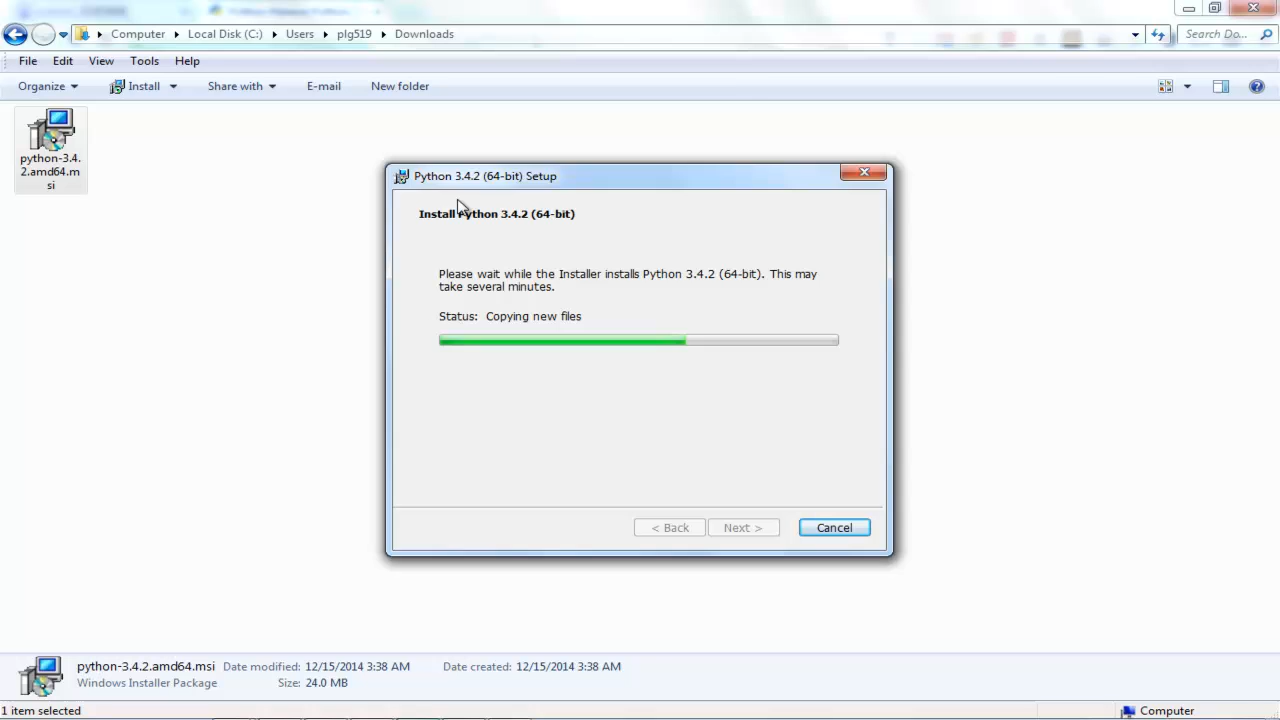 Computer Local Disk (C:) Users plg519 Downloads Search Do...
File Edit View Tools Help
Organize Install Share with E-mail New folder
python-3.4.
2.amd64.m
si
Python 3.4.2 (64-bit) Setup
Install Python 3.4.2 (64-bit)
Please wait while the Installer installs Python 3.4.2 (64-bit). This may
take several minutes.
Status: Copying new files
< Back Next > Cancel
python-3.4.2.amd64.msi Date modified: 12/15/2014 3:38 AM Date created: 12/15/2014 3:38 AM
Windows Installer Package Size: 24.0 MB
1 item selected Computer